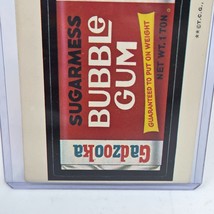 SUGARMESS
BUBBLE
GUM
GUARANTEED TO PUT ON WEIGHT
NET WT. 1 TON.
Gadzooka
**©T.C.G.,